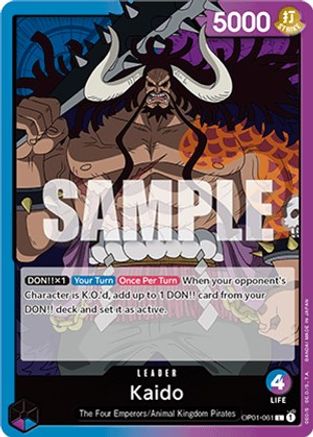 5000
打
STRIKE
SAMPLE
DON!!×1 Your Turn Once Per Turn When your opponent's
Character is K.O.'d, add up to 1 DON!! card from your
DON!! deck and set it as active.
LEADER
Kaido
4
LIFE
The Four Emperors/Animal Kingdom Pirates
OP01-061 L